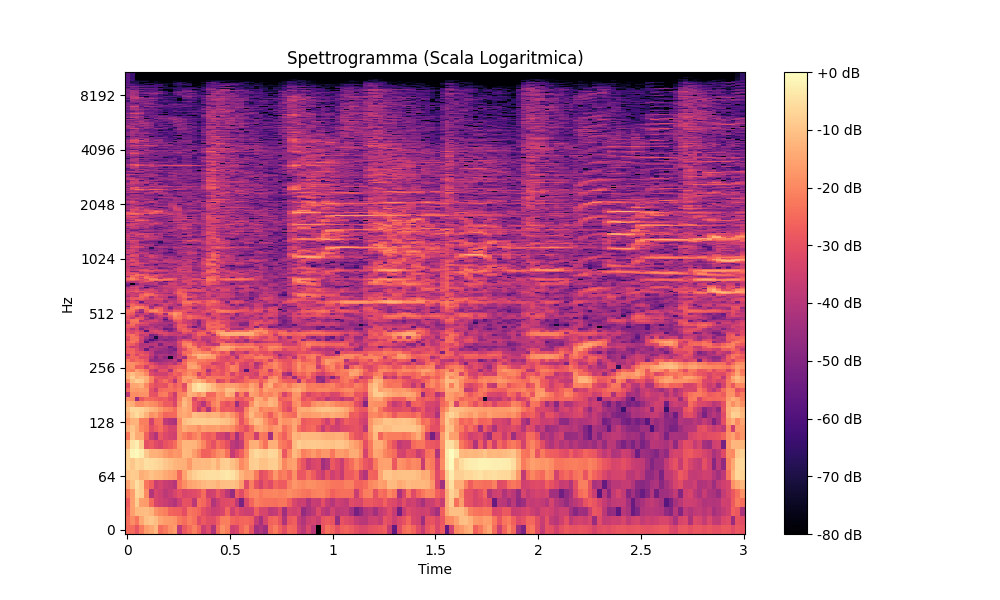 Spettrogramma (Scala Logaritmica)
Hz
8192
4096
2048
1024
512
256
128
64
0
0 0.5 1 1.5 2 2.5 3
Time
+0 dB
-10 dB
-20 dB
-30 dB
-40 dB
-50 dB
-60 dB
-70 dB
-80 dB